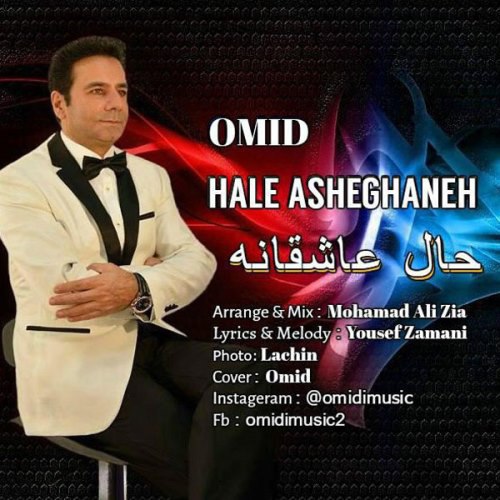 OMID
HALE ASHEGHANEH
حال عاشقانه
Arrange & Mix : Mohamad Ali Zia
Lyrics & Melody : Yousef Zamani
Photo: Lachin
Cover : Omid
Instageram : @omidimusic
Fb : omidimusic2